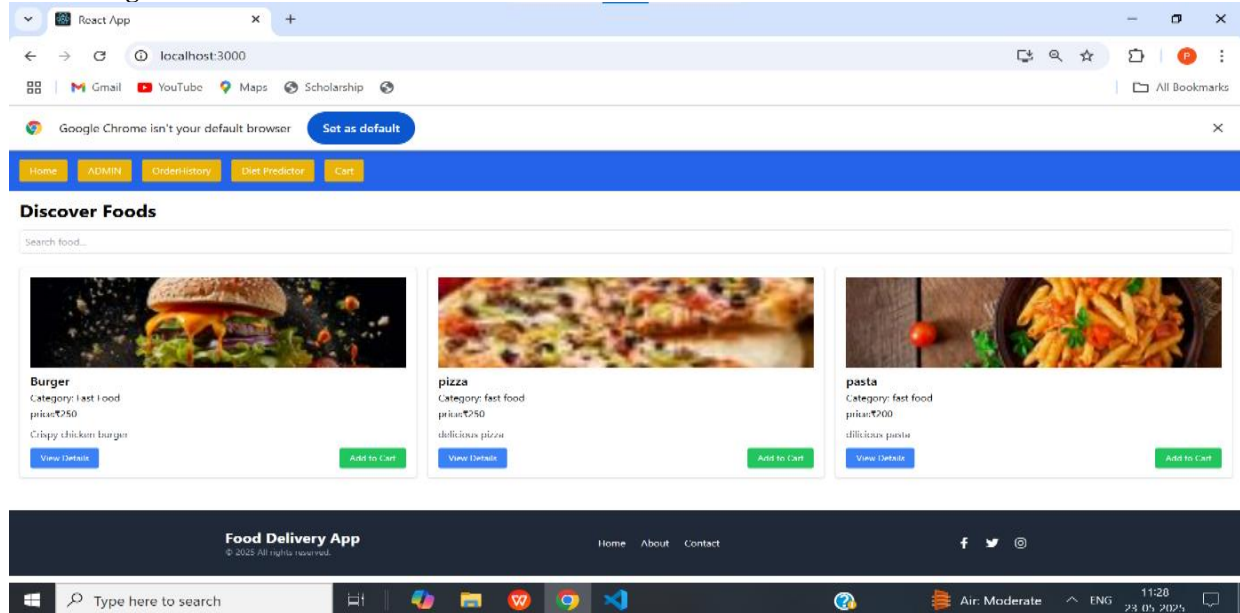 React App
localhost:3000
Gmail YouTube Maps Scholarship All Bookmarks
Google Chrome isn't your default browser Set as default
Home ADMIN OrderHistory Diet Predictor Cart
Discover Foods
Search food...
Burger
Category: Fast Food
price:₹250
Crispy chicken burger
View Details Add to Cart
pizza
Category: fast food
price:₹250
delicious pizza
View Details Add to Cart
pasta
Category: fast food
price:₹200
dilicious pasta
View Details Add to Cart
Food Delivery App
© 2025 All rights reserved.
Home About Contact
Type here to search
Air: Moderate ENG
11:28
23-05-2025